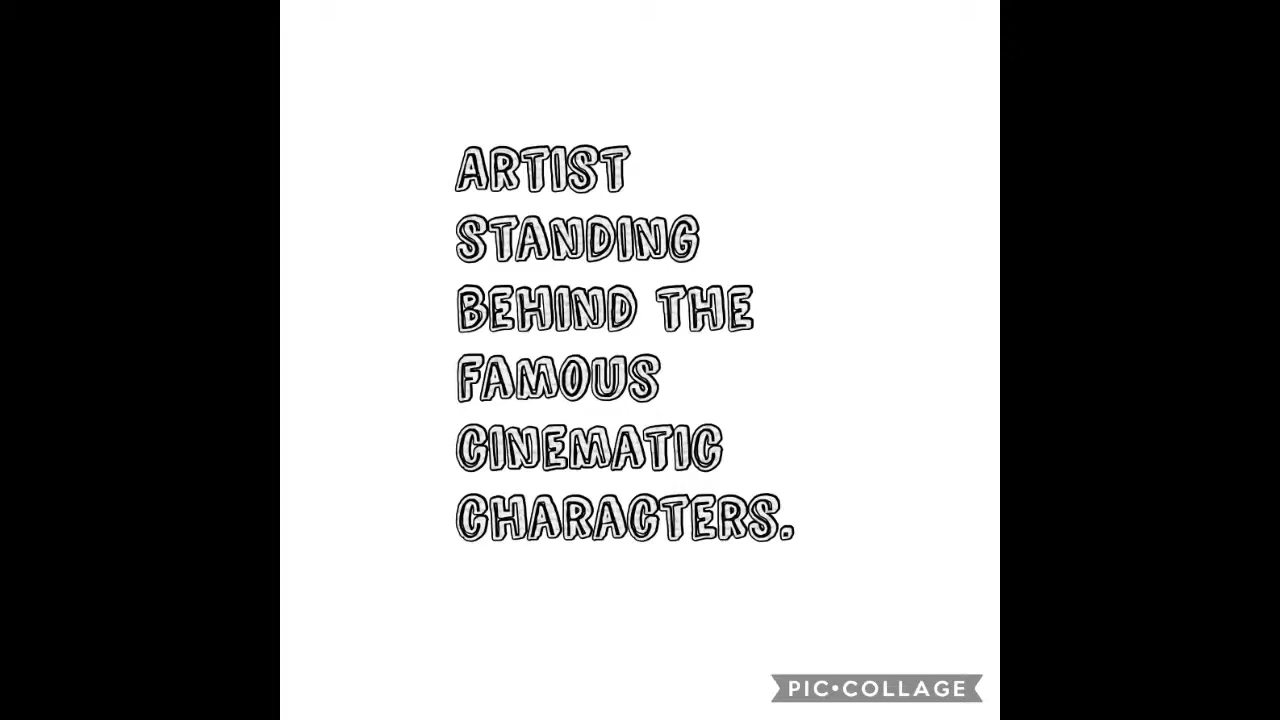 ARTIST
STANDING
BEHIND THE
FAMOUS
CINEMATIC
CHARACTERS.
PIC•COLLAGE